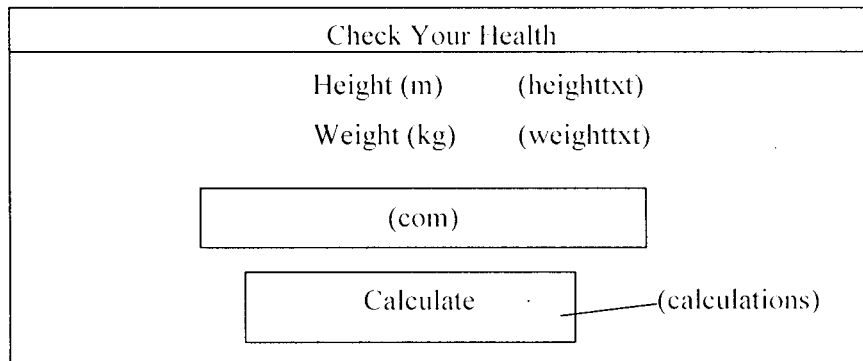 Check Your Health
Height (m) (heighttxt)
Weight (kg) (weighttxt)
(com)
Calculate (calculations)